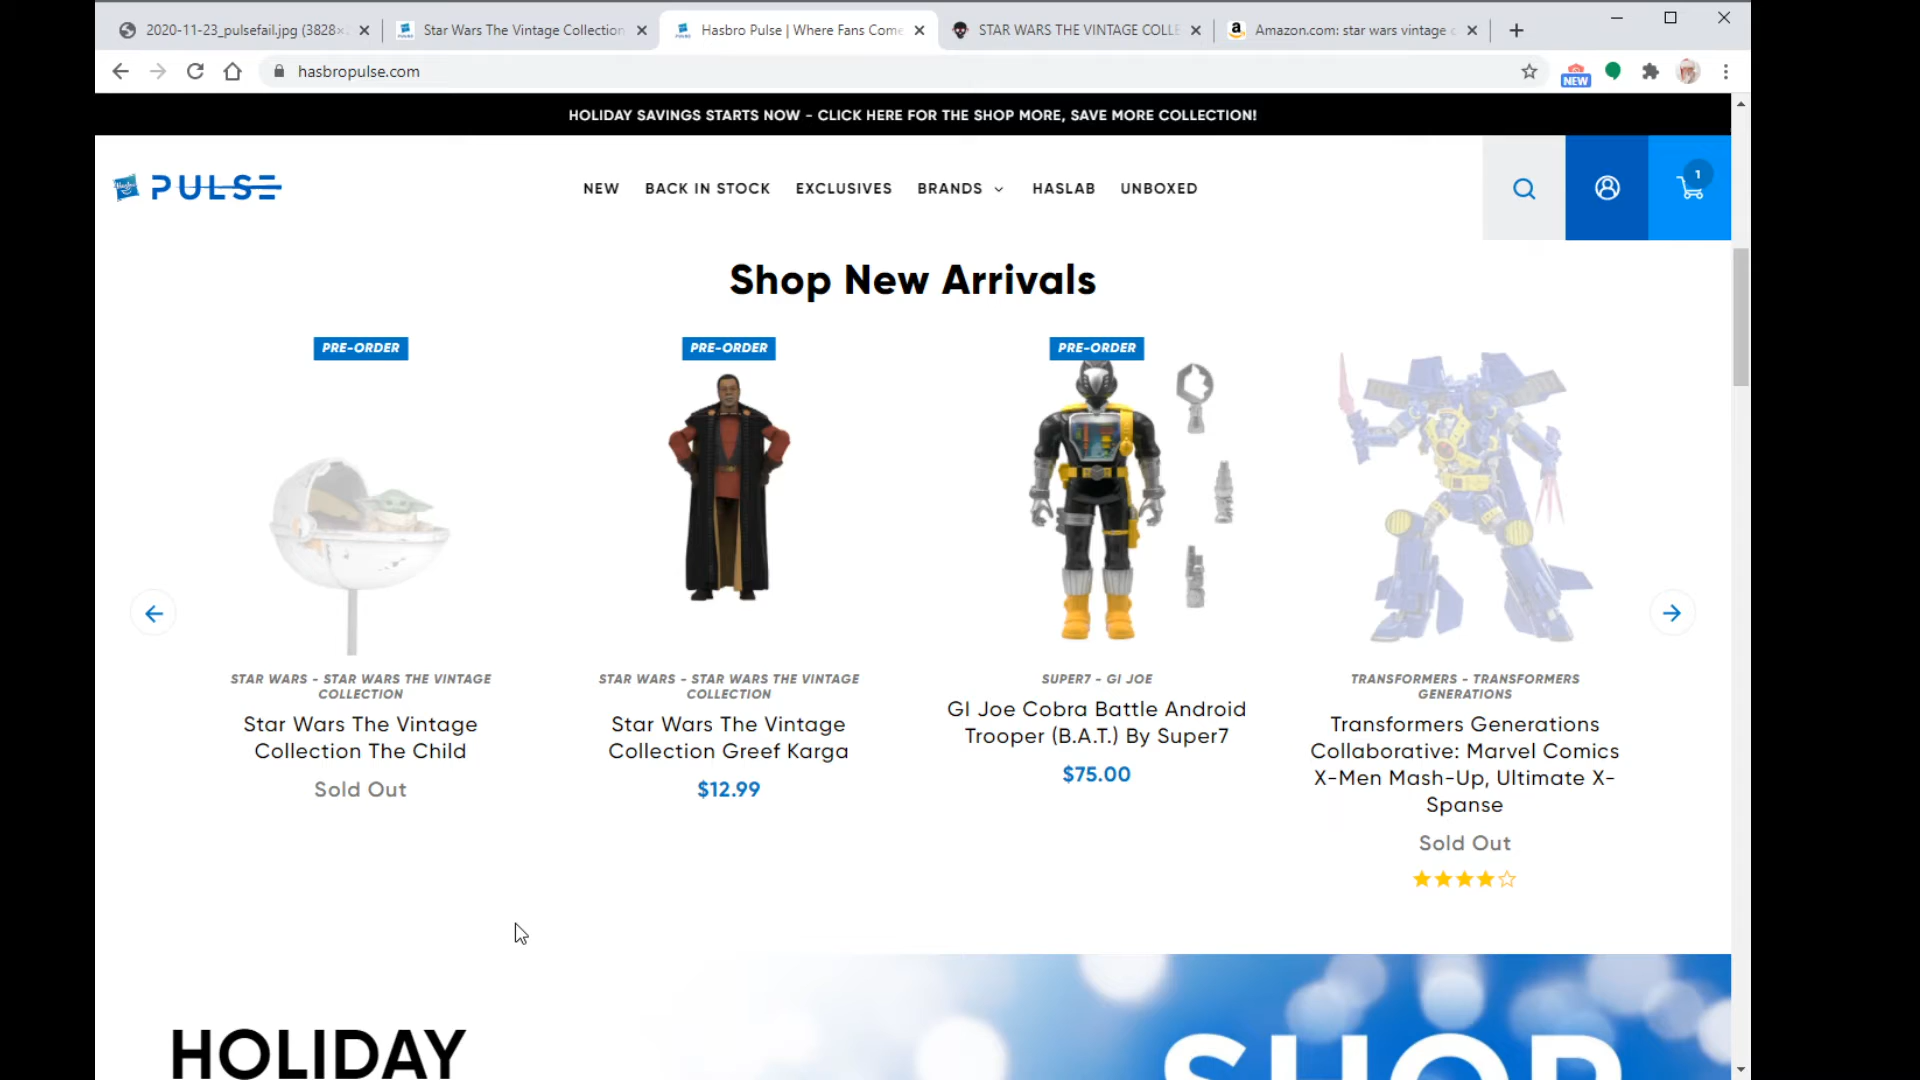 2020-11-23_pulsefail.jpg (3828×
Star Wars The Vintage Collection
Hasbro Pulse | Where Fans Come
STAR WARS THE VINTAGE COLLE
Amazon.com: star wars vintage c
hasbropulse.com
NEW
HOLIDAY SAVINGS STARTS NOW - CLICK HERE FOR THE SHOP MORE, SAVE MORE COLLECTION!
Hasbro PULSE
NEW BACK IN STOCK EXCLUSIVES BRANDS HASLAB UNBOXED
1
Shop New Arrivals
PRE-ORDER
STAR WARS - STAR WARS THE VINTAGE
COLLECTION
Star Wars The Vintage
Collection The Child
Sold Out
PRE-ORDER
STAR WARS - STAR WARS THE VINTAGE
COLLECTION
Star Wars The Vintage
Collection Greef Karga
$12.99
PRE-ORDER
SUPER7 - GI JOE
GI Joe Cobra Battle Android
Trooper (B.A.T.) By Super7
$75.00
TRANSFORMERS - TRANSFORMERS
GENERATIONS
Transformers Generations
Collaborative: Marvel Comics
X-Men Mash-Up, Ultimate X-
Spanse
Sold Out
HOLIDAY
SHOP